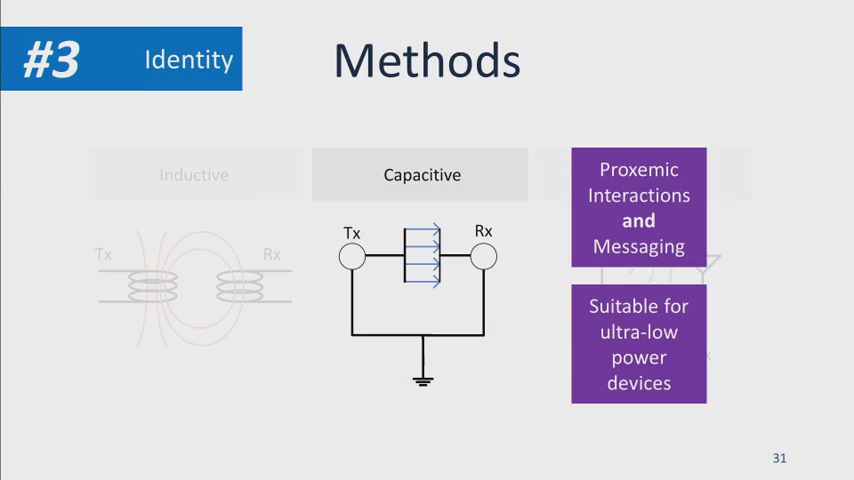 #3 Identity
Methods
Inductive
Capacitive
Proxemic
Interactions
and
Messaging
Tx
Rx
Tx
Rx
Suitable for
ultra-low
power
devices
31